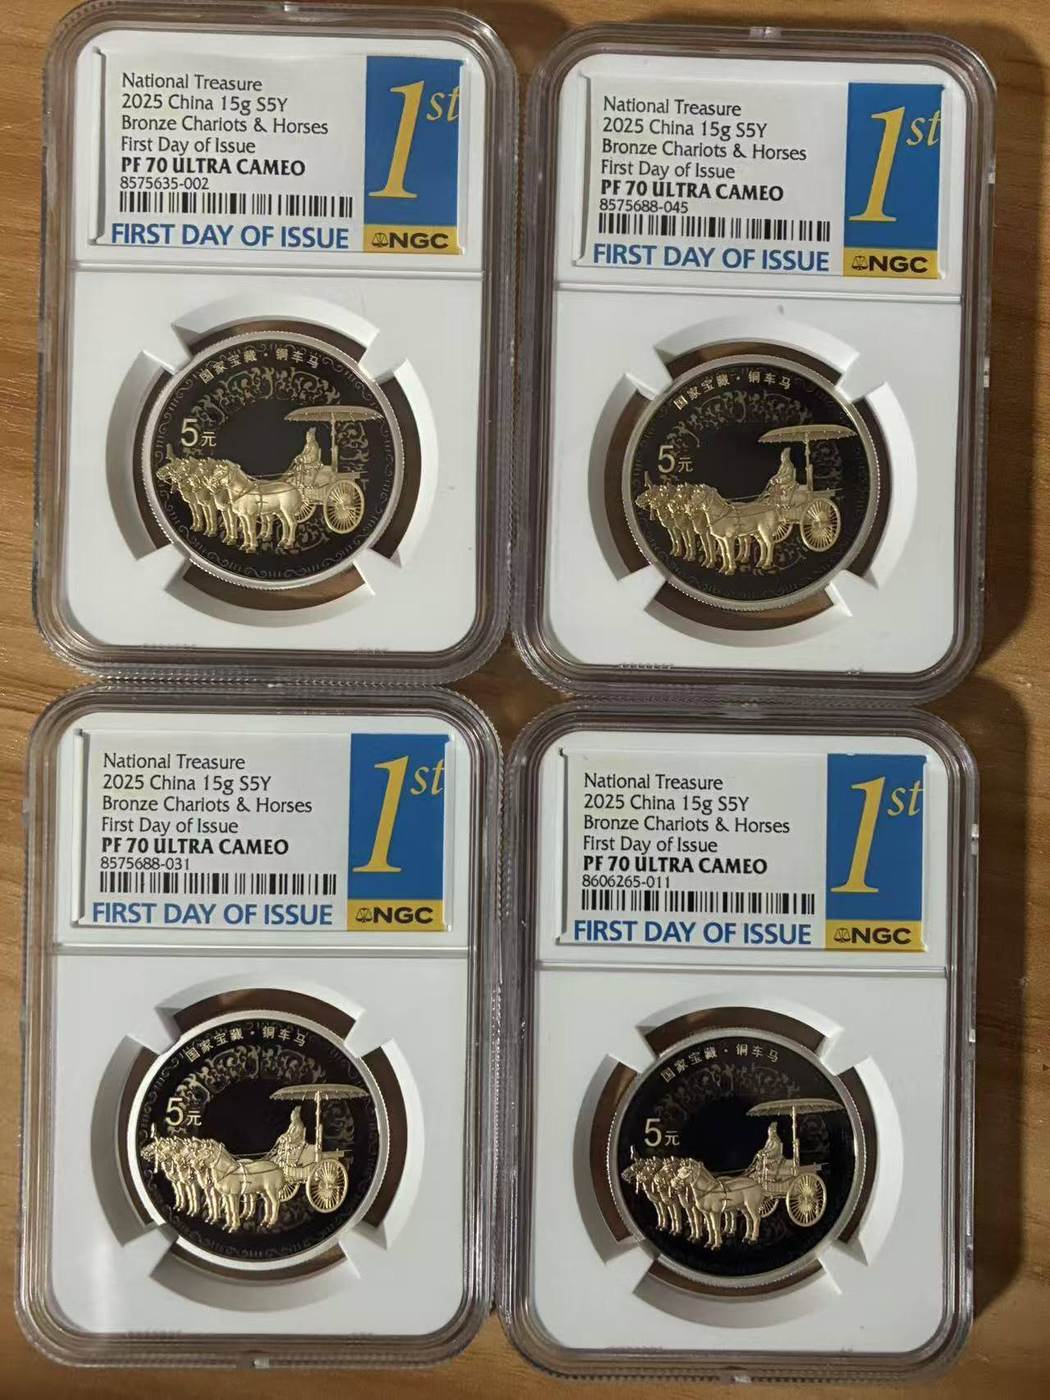 National Treasure
2025 China 15g S5Y
Bronze Chariots & Horses
First Day of Issue
PF 70 ULTRA CAMEO
8575635-002
FIRST DAY OF ISSUE
1st
NGC
国家宝藏·铜车马
5元
National Treasure
2025 China 15g S5Y
Bronze Chariots & Horses
First Day of Issue
PF 70 ULTRA CAMEO
8575688-045
FIRST DAY OF ISSUE
1st
NGC
国家宝藏·铜车马
5元
National Treasure
2025 China 15g S5Y
Bronze Chariots & Horses
First Day of Issue
PF 70 ULTRA CAMEO
8575688-031
FIRST DAY OF ISSUE
1st
NGC
国家宝藏·铜车马
5元
National Treasure
2025 China 15g S5Y
Bronze Chariots & Horses
First Day of Issue
PF 70 ULTRA CAMEO
8606265-011
FIRST DAY OF ISSUE
1st
NGC
国家宝藏·铜车马
5元